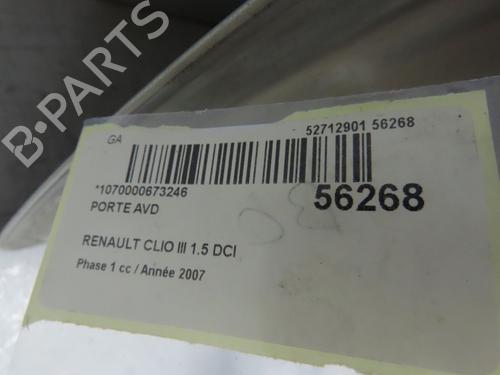 B-PARTS
GA
52712901 56268
*1070000673246
56268
PORTE AVD
RENAULT CLIO III 1.5 DCI
Phase 1 cc / Année 2007